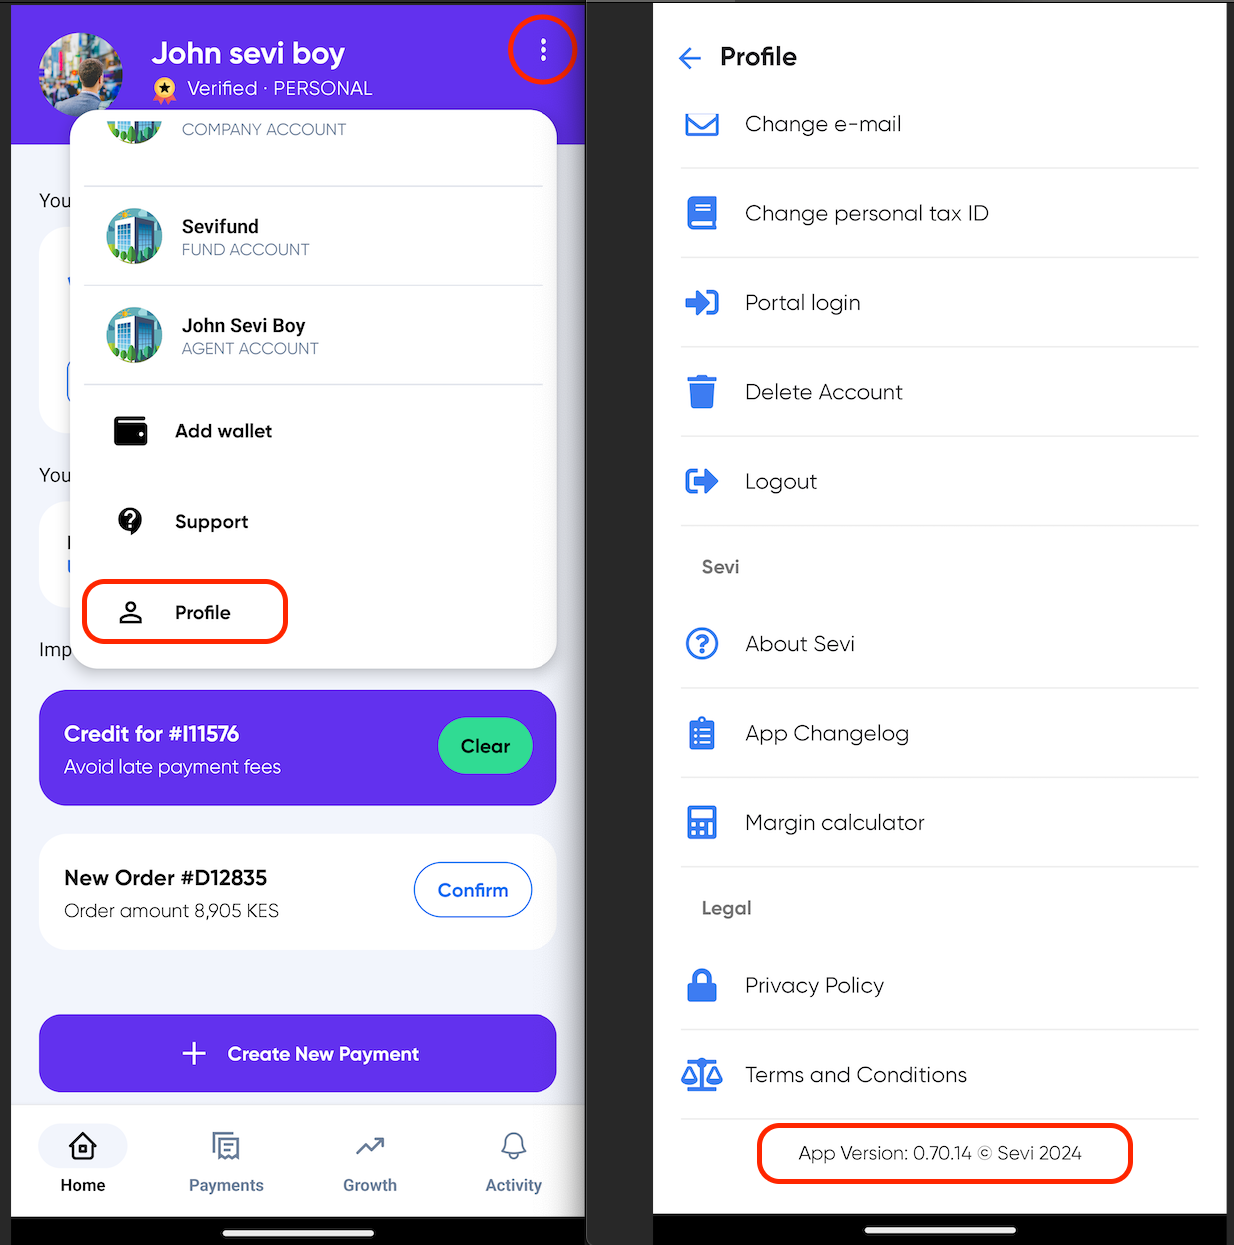 John sevi boy
Verified · PERSONAL
COMPANY ACCOUNT
You
Sevifund
FUND ACCOUNT
John Sevi Boy
AGENT ACCOUNT
Add wallet
You
Support
Profile
Imp
Credit for #I11576
Avoid late payment fees
Clear
New Order #D12835
Order amount 8,905 KES
Confirm
+ Create New Payment
Home
Payments
Growth
Activity
Profile
Change e-mail
Change personal tax ID
Portal login
Delete Account
Logout
Sevi
About Sevi
App Changelog
Margin calculator
Legal
Privacy Policy
Terms and Conditions
App Version: 0.70.14 © Sevi 2024